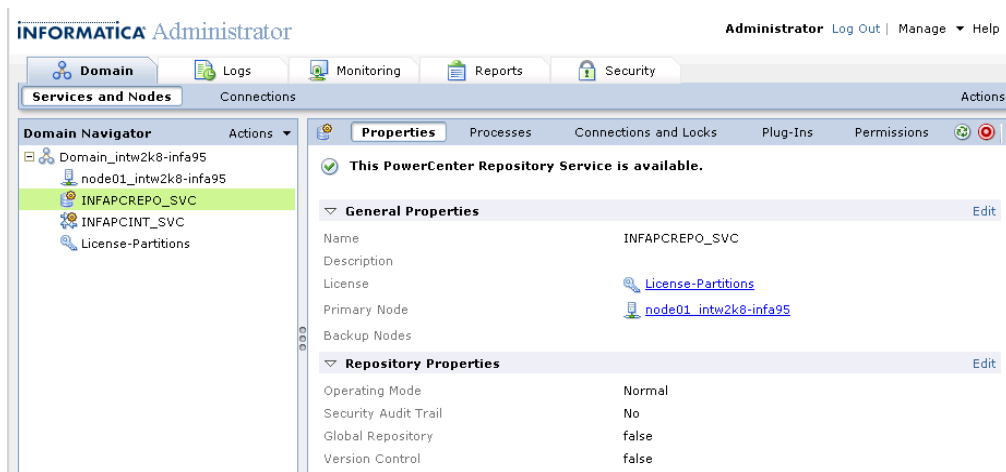 INFORMATICA Administrator
Administrator Log Out | Manage Help
Domain Logs Monitoring Reports Security
Services and Nodes Connections Actions
Domain Navigator Actions
Domain_intw2k8-infa95
node01_intw2k8-infa95
INFAPCREPO_SVC
INFAPCINT_SVC
License-Partitions
Properties Processes Connections and Locks Plug-Ins Permissions
This PowerCenter Repository Service is available.
General Properties Edit
Name INFAPCREPO_SVC
Description
License License-Partitions
Primary Node node01_intw2k8-infa95
Backup Nodes
Repository Properties Edit
Operating Mode Normal
Security Audit Trail No
Global Repository false
Version Control false